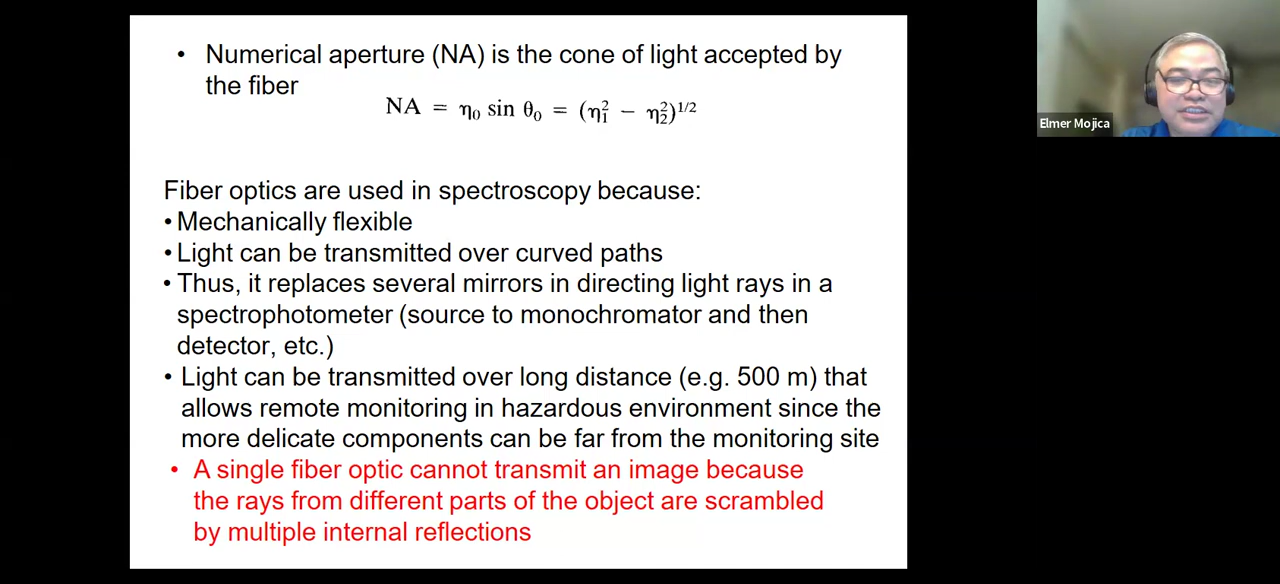 • Numerical aperture (NA) is the cone of light accepted by
the fiber
NA = η₀ sin θ₀ = (η₁² − η₂²)^1/2
Fiber optics are used in spectroscopy because:
• Mechanically flexible
• Light can be transmitted over curved paths
• Thus, it replaces several mirrors in directing light rays in a
spectrophotometer (source to monochromator and then
detector, etc.)
• Light can be transmitted over long distance (e.g. 500 m) that
allows remote monitoring in hazardous environment since the
more delicate components can be far from the monitoring site
• A single fiber optic cannot transmit an image because
the rays from different parts of the object are scrambled
by multiple internal reflections
Elmer Mojica